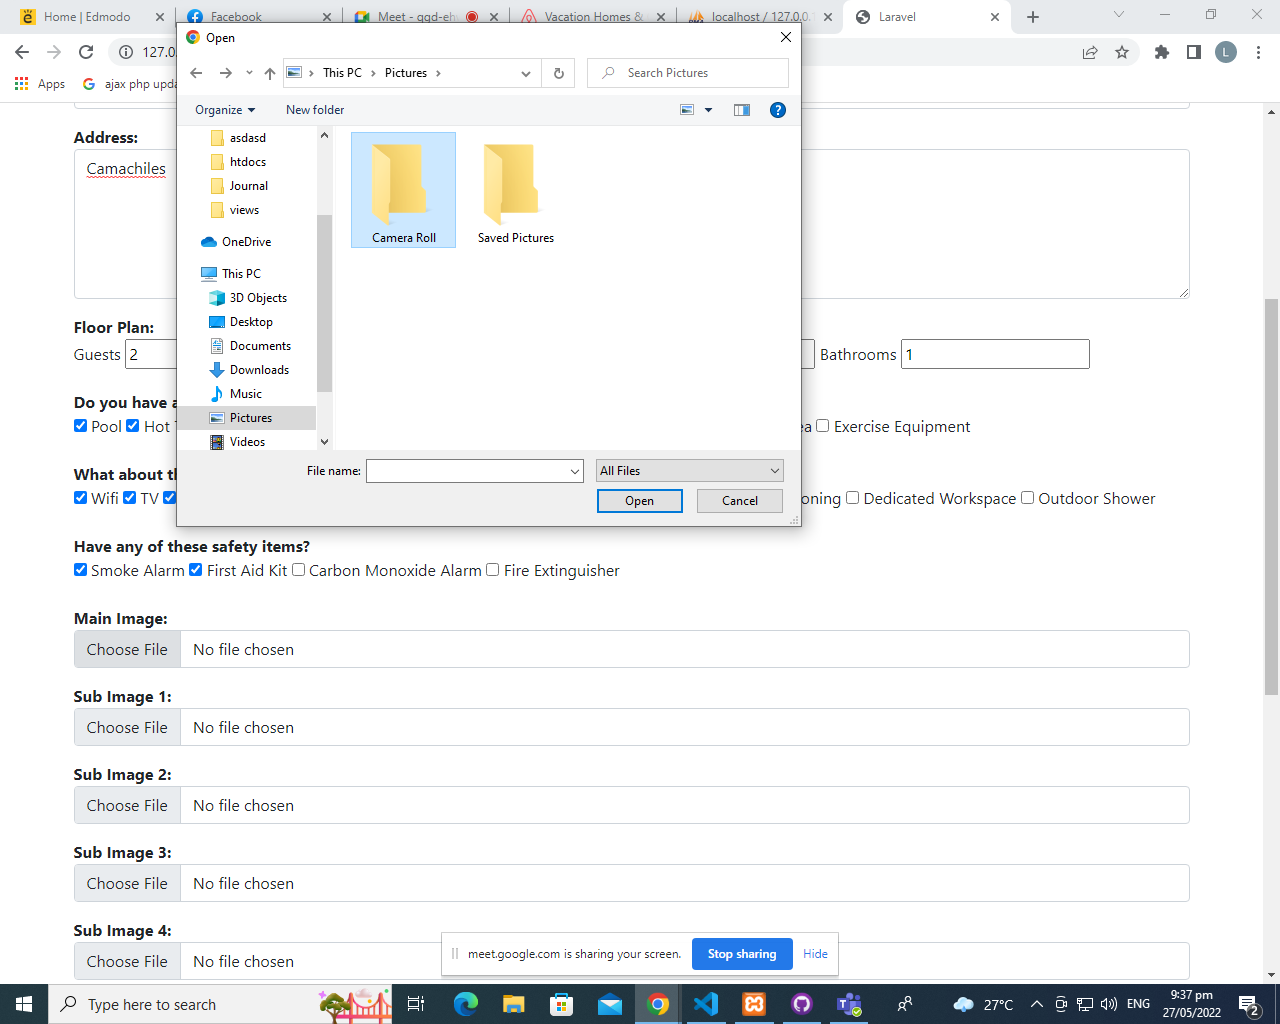 Home | Edmodo
Facebook
Meet - gqd-eh
Vacation Homes &
localhost / 127.0.0.
Laravel
Open
127.0
L
This PC
Pictures
Search Pictures
Apps
ajax php upda
Organize
New folder
Address:
Camachiles
asdasd
htdocs
Journal
views
OneDrive
This PC
3D Objects
Desktop
Documents
Downloads
Music
Pictures
Videos
Camera Roll
Saved Pictures
File name:
All Files
Open
Cancel
Floor Plan:
Guests 2
Bathrooms 1
Do you have a
Pool
Hot T
ea
Exercise Equipment
What about th
Wifi
TV
oning
Dedicated Workspace
Outdoor Shower
Have any of these safety items?
Smoke Alarm
First Aid Kit
Carbon Monoxide Alarm
Fire Extinguisher
Main Image:
Choose File
No file chosen
Sub Image 1:
Choose File
No file chosen
Sub Image 2:
Choose File
No file chosen
Sub Image 3:
Choose File
No file chosen
Sub Image 4:
Choose File
No file chosen
meet.google.com is sharing your screen.
Stop sharing
Hide
Type here to search
27°C
ENG
9:37 pm
27/05/2022
2